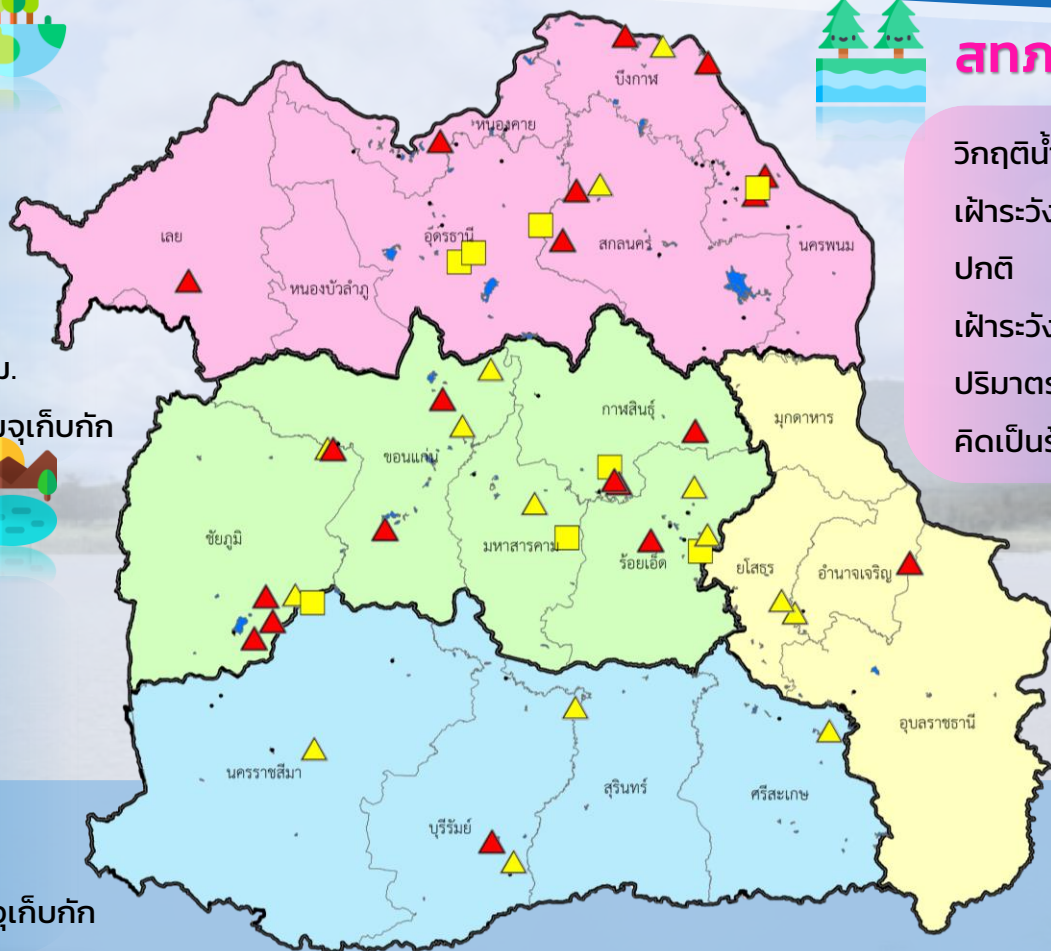 สทภ
วิกฤติน้ำ
เฝ้าระวัง
ปกติ
เฝ้าระวัง
ปริมาตร
คิดเป็นร้
ม.
จุเก็บกัก
จุเก็บกัก
บึงกาฬ
หนองคาย
เลย
อุดรธานี
สกลนคร
นครพนม
หนองบัวลำภู
กาฬสินธุ์
มุกดาหาร
ขอนแก่น
ชัยภูมิ
มหาสารคาม
ร้อยเอ็ด
ยโสธร
อำนาจเจริญ
อุบลราชธานี
นครราชสีมา
สุรินทร์
ศรีสะเกษ
บุรีรัมย์